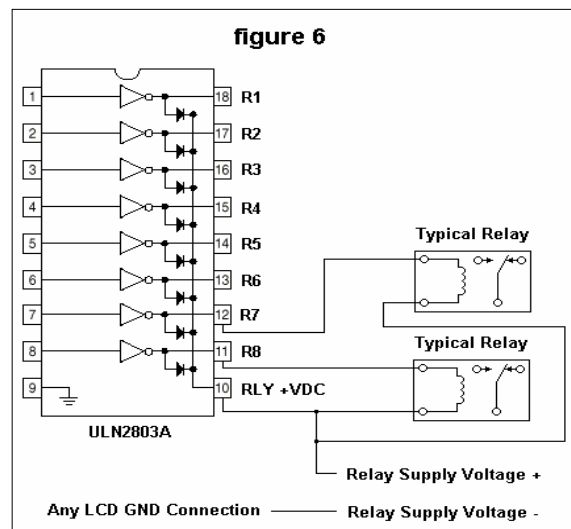 figure 6
1 18 R1
2 17 R2
3 16 R3
4 15 R4
5 14 R5
6 13 R6
7 12 R7
8 11 R8
9 10 RLY +VDC
ULN2803A
Typical Relay
Typical Relay
Relay Supply Voltage +
Any LCD GND Connection Relay Supply Voltage -